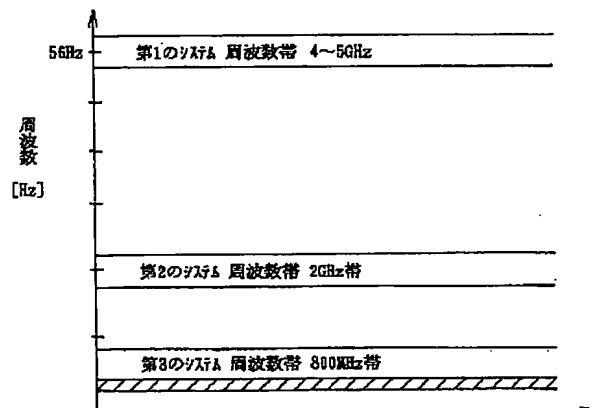 5GHz
第1のシステム 周波数帯 4～5GHz
周波数
[Hz]
第2のシステム 周波数帯 2GHz帯
第3のシステム 周波数帯 800MHz帯